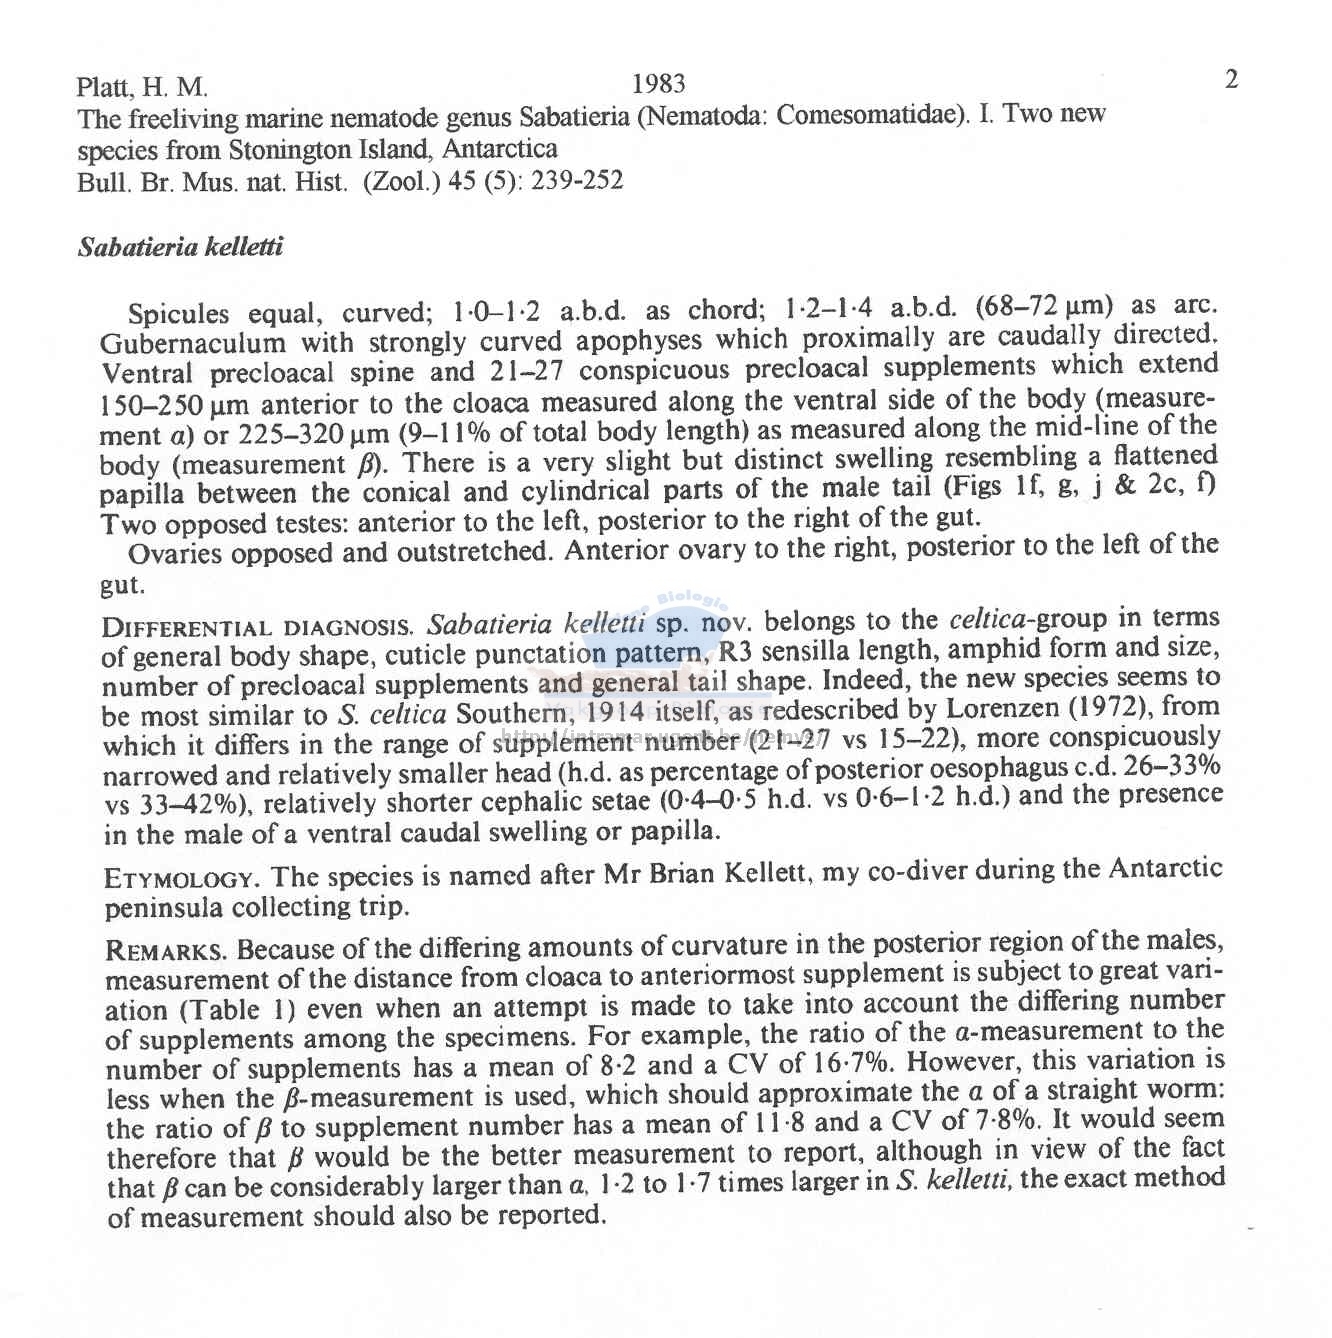 Platt, H. M. 1983 2
The freeliving marine nematode genus Sabatieria (Nematoda: Comesomatidae). I. Two new
species from Stonington Island, Antarctica
Bull. Br. Mus. nat. Hist. (Zool.) 45 (5): 239-252
Sabatieria kelletti
Spicules equal, curved; 1·0–1·2 a.b.d. as chord; 1·2–1·4 a.b.d. (68–72 µm) as arc.
Gubernaculum with strongly curved apophyses which proximally are caudally directed.
Ventral precloacal spine and 21–27 conspicuous precloacal supplements which extend
150–250 µm anterior to the cloaca measured along the ventral side of the body (measure-
ment α) or 225–320 µm (9–11% of total body length) as measured along the mid-line of the
body (measurement β). There is a very slight but distinct swelling resembling a flattened
papilla between the conical and cylindrical parts of the male tail (Figs 1f, g, j & 2c, f)
Two opposed testes: anterior to the left, posterior to the right of the gut.
Ovaries opposed and outstretched. Anterior ovary to the right, posterior to the left of the
gut.
DIFFERENTIAL DIAGNOSIS. Sabatieria kelletti sp. nov. belongs to the celtica-group in terms
of general body shape, cuticle punctation pattern, R3 sensilla length, amphid form and size,
number of precloacal supplements and general tail shape. Indeed, the new species seems to
be most similar to S. celtica Southern, 1914 itself, as redescribed by Lorenzen (1972), from
which it differs in the range of supplement number (21–27 vs 15–22), more conspicuously
narrowed and relatively smaller head (h.d. as percentage of posterior oesophagus c.d. 26–33%
vs 33–42%), relatively shorter cephalic setae (0·4–0·5 h.d. vs 0·6–1·2 h.d.) and the presence
in the male of a ventral caudal swelling or papilla.
ETYMOLOGY. The species is named after Mr Brian Kellett, my co-diver during the Antarctic
peninsula collecting trip.
REMARKS. Because of the differing amounts of curvature in the posterior region of the males,
measurement of the distance from cloaca to anteriormost supplement is subject to great vari-
ation (Table 1) even when an attempt is made to take into account the differing number
of supplements among the specimens. For example, the ratio of the α-measurement to the
number of supplements has a mean of 8·2 and a CV of 16·7%. However, this variation is
less when the β-measurement is used, which should approximate the α of a straight worm:
the ratio of β to supplement number has a mean of 11·8 and a CV of 7·8%. It would seem
therefore that β would be the better measurement to report, although in view of the fact
that β can be considerably larger than α, 1·2 to 1·7 times larger in S. kelletti, the exact method
of measurement should also be reported.